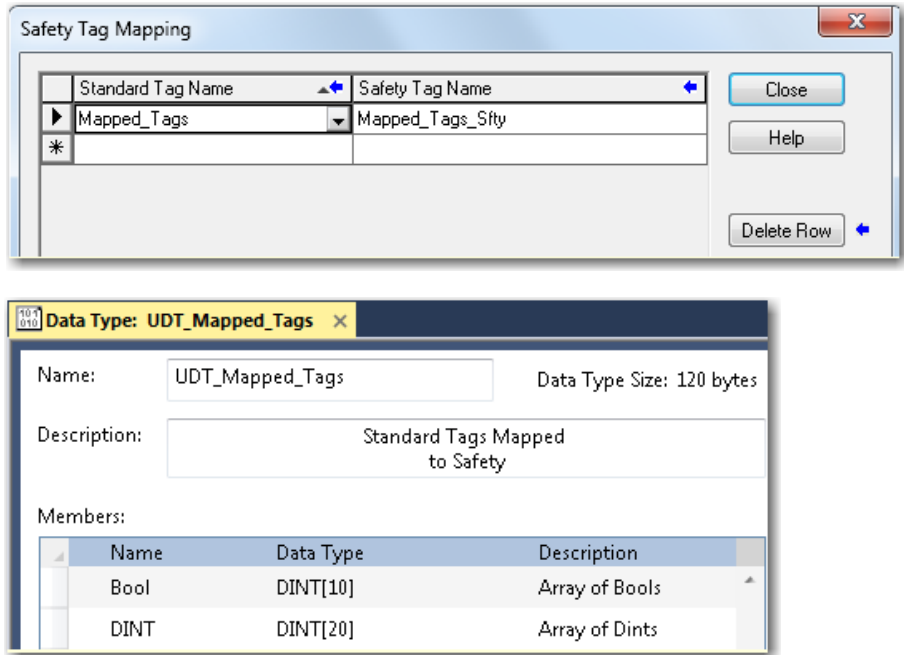 Safety Tag Mapping
Standard Tag Name Safety Tag Name
Mapped_Tags Mapped_Tags_Sfty
Close
Help
Delete Row
Data Type: UDT_Mapped_Tags
Name: UDT_Mapped_Tags Data Type Size: 120 bytes
Description: Standard Tags Mapped
to Safety
Members:
Name Data Type Description
Bool DINT[10] Array of Bools
DINT DINT[20] Array of Dints